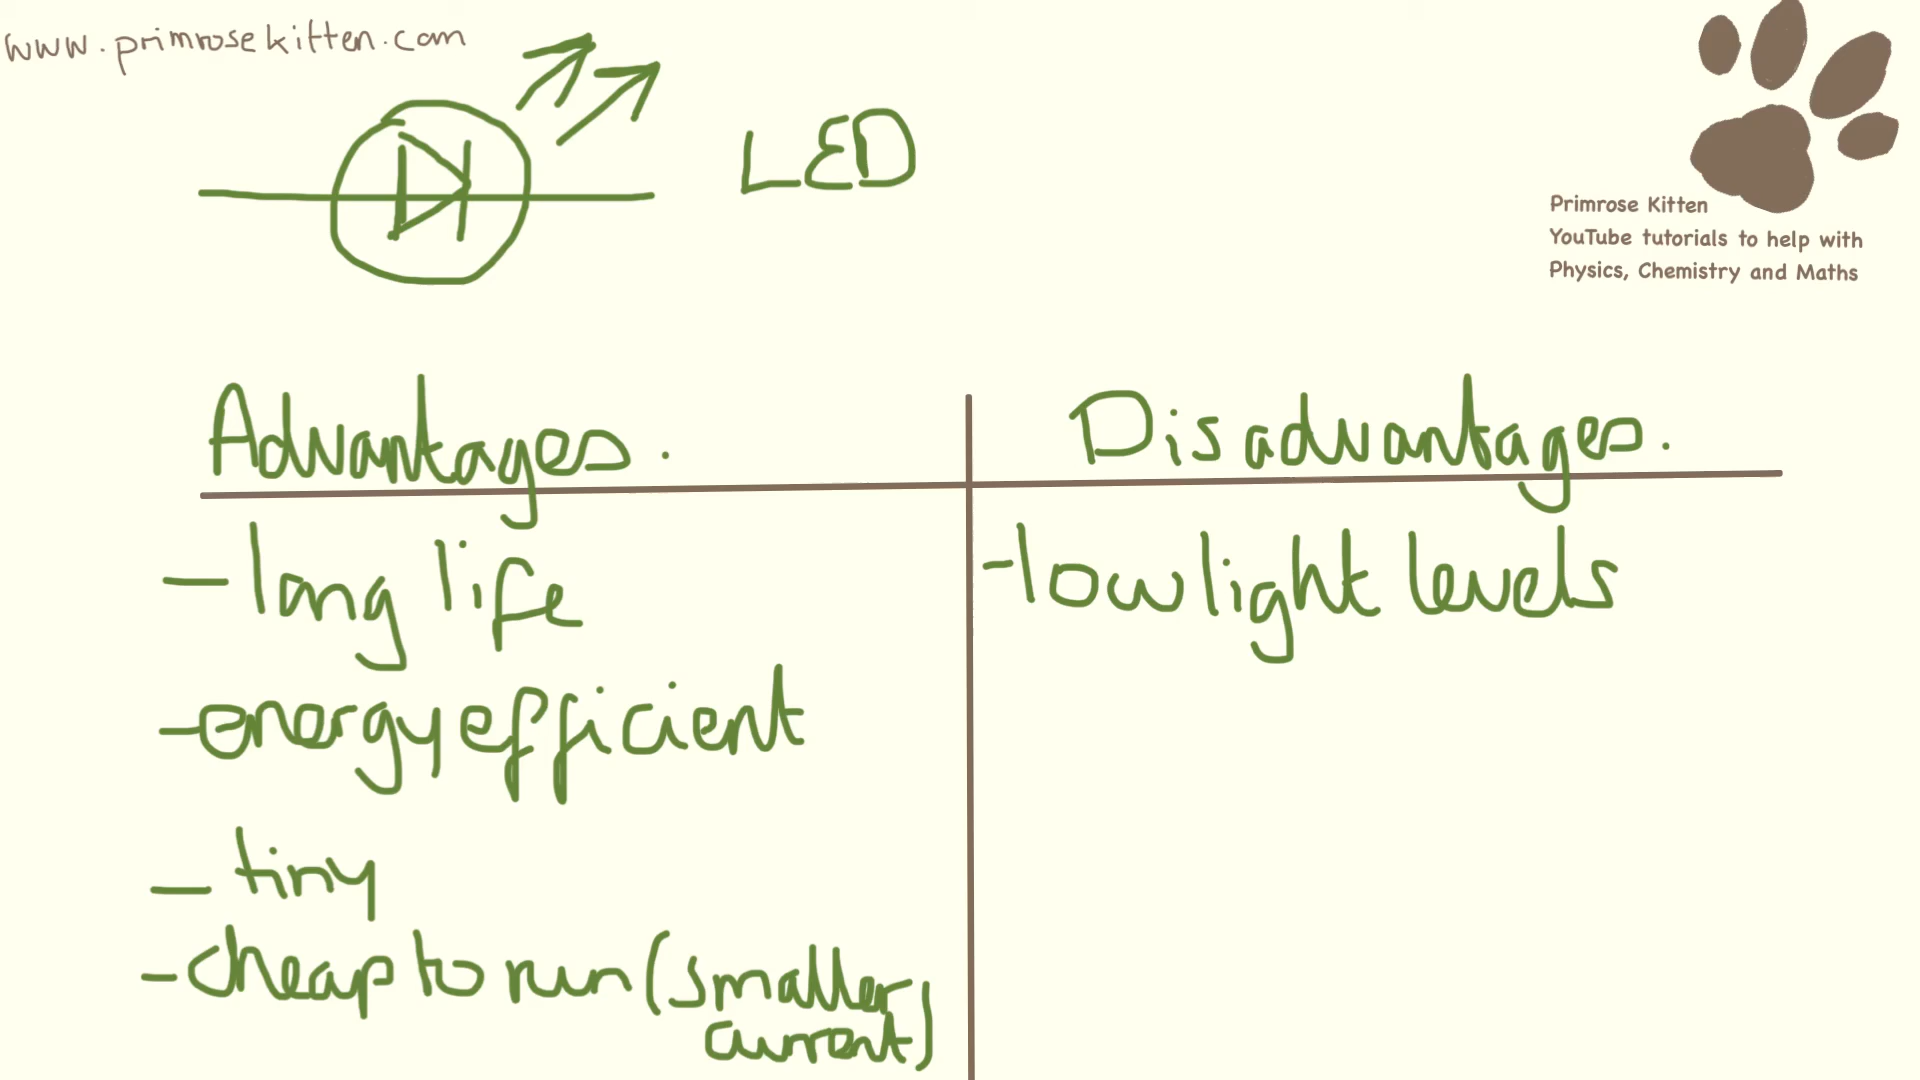 www.primrosekitten.com
LED
Primrose Kitten
YouTube tutorials to help with
Physics, Chemistry and Maths
Advantages.
Disadvantages.
- long life
- low light levels
- energy efficient
- tiny
- cheap to run (smaller
current)